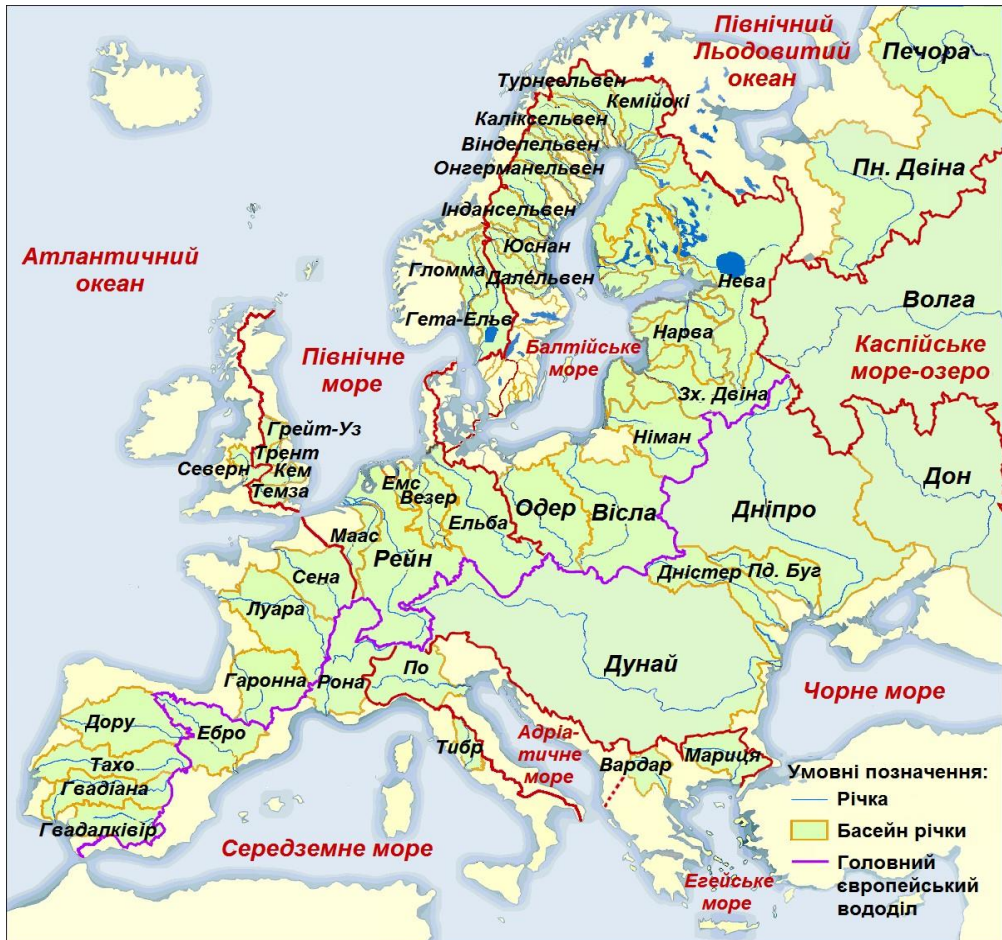 Північний
Льодовитий
океан
Печора
Турнеельвен
Кемійокі
Каліксельвен
Вінделельвен
Онгерманельвен
Пн. Двіна
Індансельвен
Юснан
Атлантичний
океан
Гломма
Далельвен
Нева
Волга
Гета-Ельв
Нарва
Північне
море
Балтійське
море
Каспійське
море-озеро
Зх. Двіна
Грейт-Уз
Німан
Трент
Северн
Кем
Темза
Емс
Везер
Ельба
Одер
Вісла
Дніпро
Дон
Маас
Рейн
Сена
Дністер
Пд. Буг
Луара
Дунай
По
Гаронна
Рона
Чорне море
Дору
Ебро
Тибр
Адріа-
тичне
море
Вардар
Мариця
Тахо
Гвадіана
Гвадалківір
Середземне море
Егейське
море
Умовні позначення:
Річка
Басейн річки
Головний
європейський
вододіл